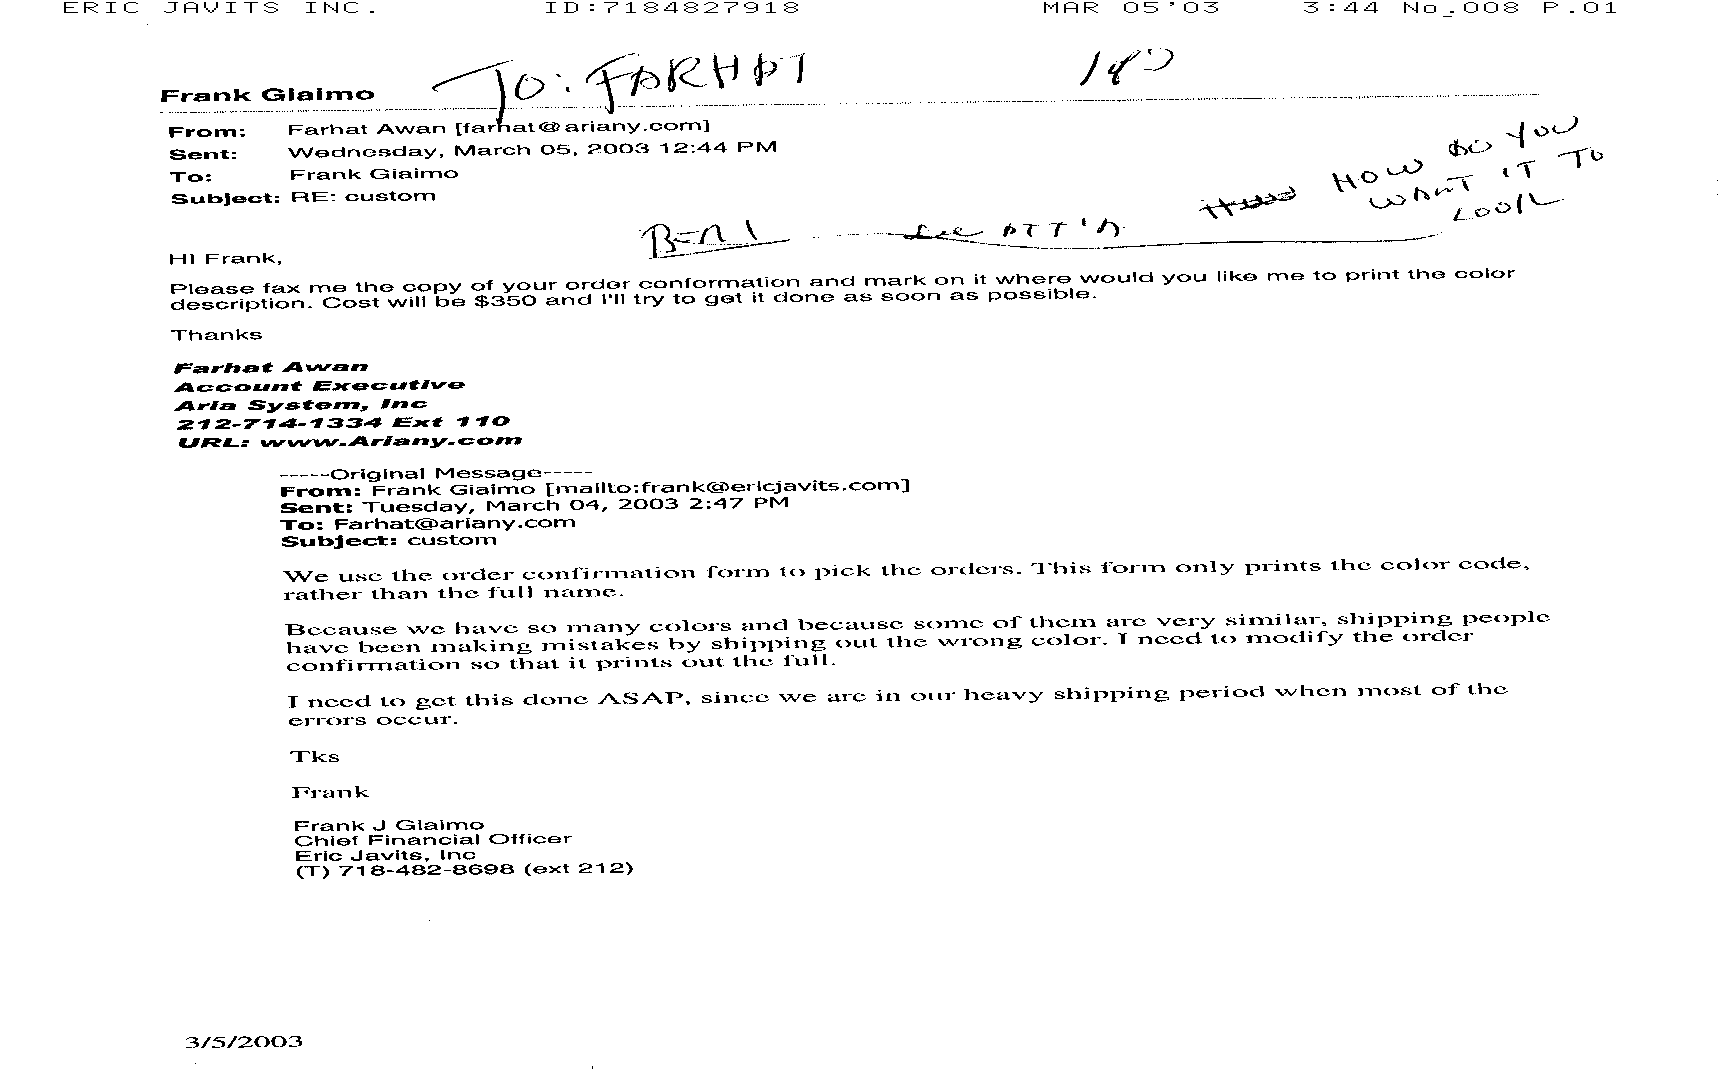 ERIC JAVITS INC. ID:7184827918 MAR 05'03 3:44 No.008 P.01
TO: FARHAT
Frank Giaimo
From: Farhat Awan [farhat@ariany.com]
Sent: Wednesday, March 05, 2003 12:44 PM
To: Frank Giaimo
Subject: RE: custom
HOW DO YOU
WANT IT TO
LOOK
see ATT'D
Hi Frank,
Please fax me the copy of your order conformation and mark on it where would you like me to print the color
description. Cost will be $350 and I'll try to get it done as soon as possible.
Thanks
Farhat Awan
Account Executive
Aria System, Inc
212-714-1334 Ext 110
URL: www.Ariany.com
-----Original Message-----
From: Frank Giaimo [mailto:frank@ericjavits.com]
Sent: Tuesday, March 04, 2003 2:47 PM
To: Farhat@ariany.com
Subject: custom
We use the order confirmation form to pick the orders. This form only prints the color code,
rather than the full name.
Because we have so many colors and because some of them are very similar, shipping people
have been making mistakes by shipping out the wrong color. I need to modify the order
confirmation so that it prints out the full.
I need to get this done ASAP, since we are in our heavy shipping period when most of the
errors occur.
Tks
Frank
Frank J Giaimo
Chief Financial Officer
Eric Javits, Inc
(T) 718-482-8698 (ext 212)
3/5/2003